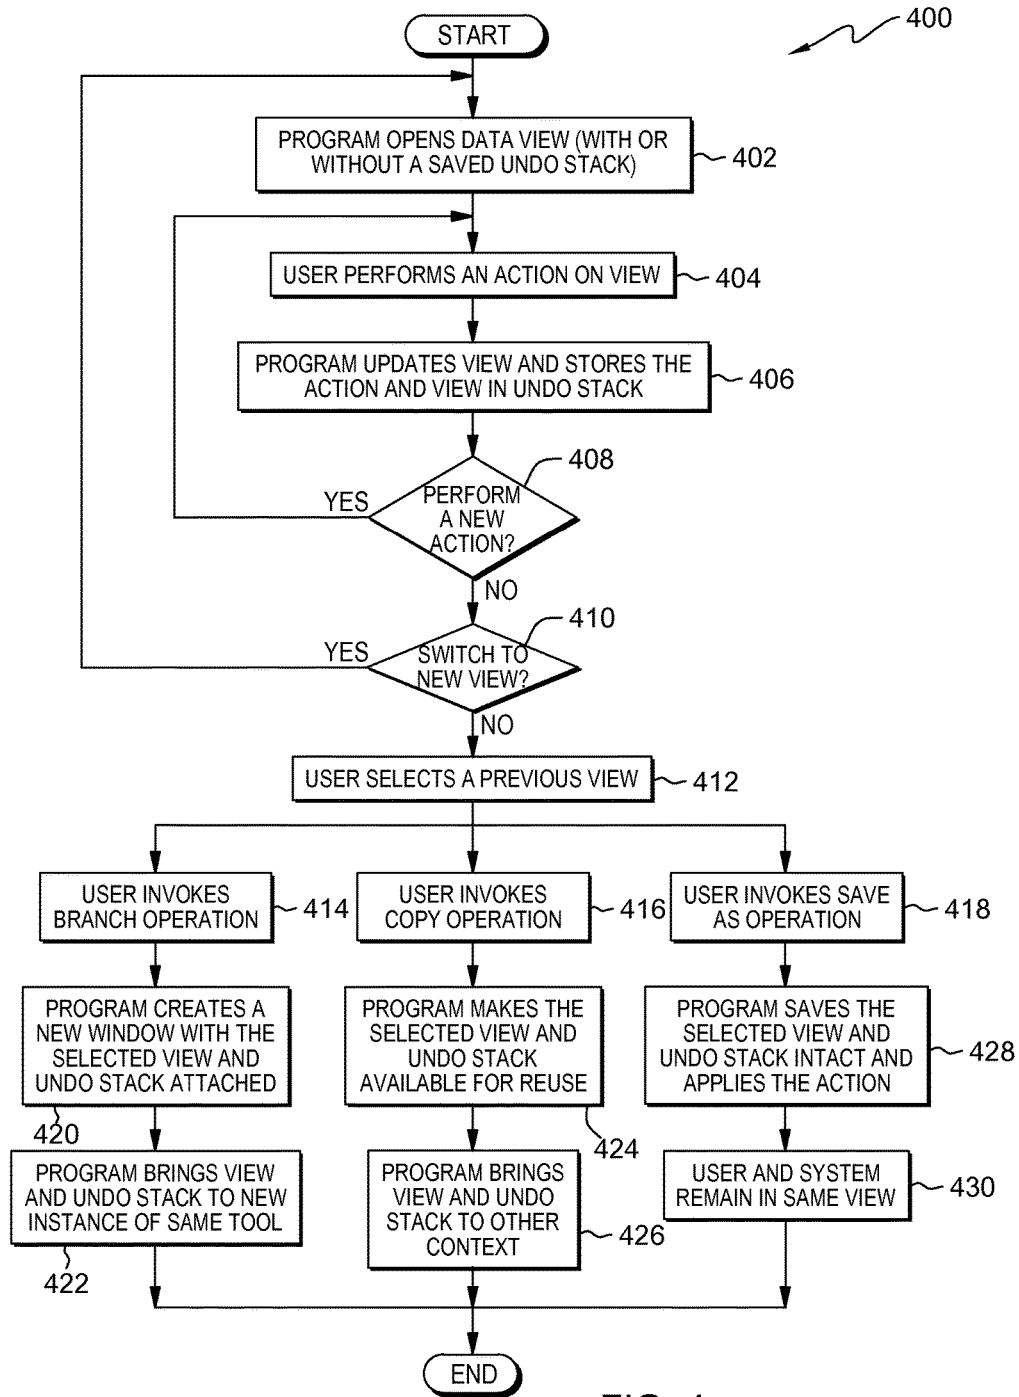 START
400
PROGRAM OPENS DATA VIEW (WITH OR
WITHOUT A SAVED UNDO STACK)
402
USER PERFORMS AN ACTION ON VIEW
404
PROGRAM UPDATES VIEW AND STORES THE
ACTION AND VIEW IN UNDO STACK
406
408
YES
PERFORM
A NEW
ACTION?
NO
410
YES
SWITCH TO
NEW VIEW?
NO
USER SELECTS A PREVIOUS VIEW
412
USER INVOKES
BRANCH OPERATION
414
USER INVOKES
COPY OPERATION
416
USER INVOKES SAVE
AS OPERATION
418
PROGRAM CREATES A
NEW WINDOW WITH THE
SELECTED VIEW AND
UNDO STACK ATTACHED
420
PROGRAM MAKES THE
SELECTED VIEW AND
UNDO STACK
AVAILABLE FOR REUSE
424
PROGRAM SAVES THE
SELECTED VIEW AND
UNDO STACK INTACT AND
APPLIES THE ACTION
428
PROGRAM BRINGS VIEW
AND UNDO STACK TO NEW
INSTANCE OF SAME TOOL
422
PROGRAM BRINGS
VIEW AND UNDO
STACK TO OTHER
CONTEXT
426
USER AND SYSTEM
REMAIN IN SAME VIEW
430
END